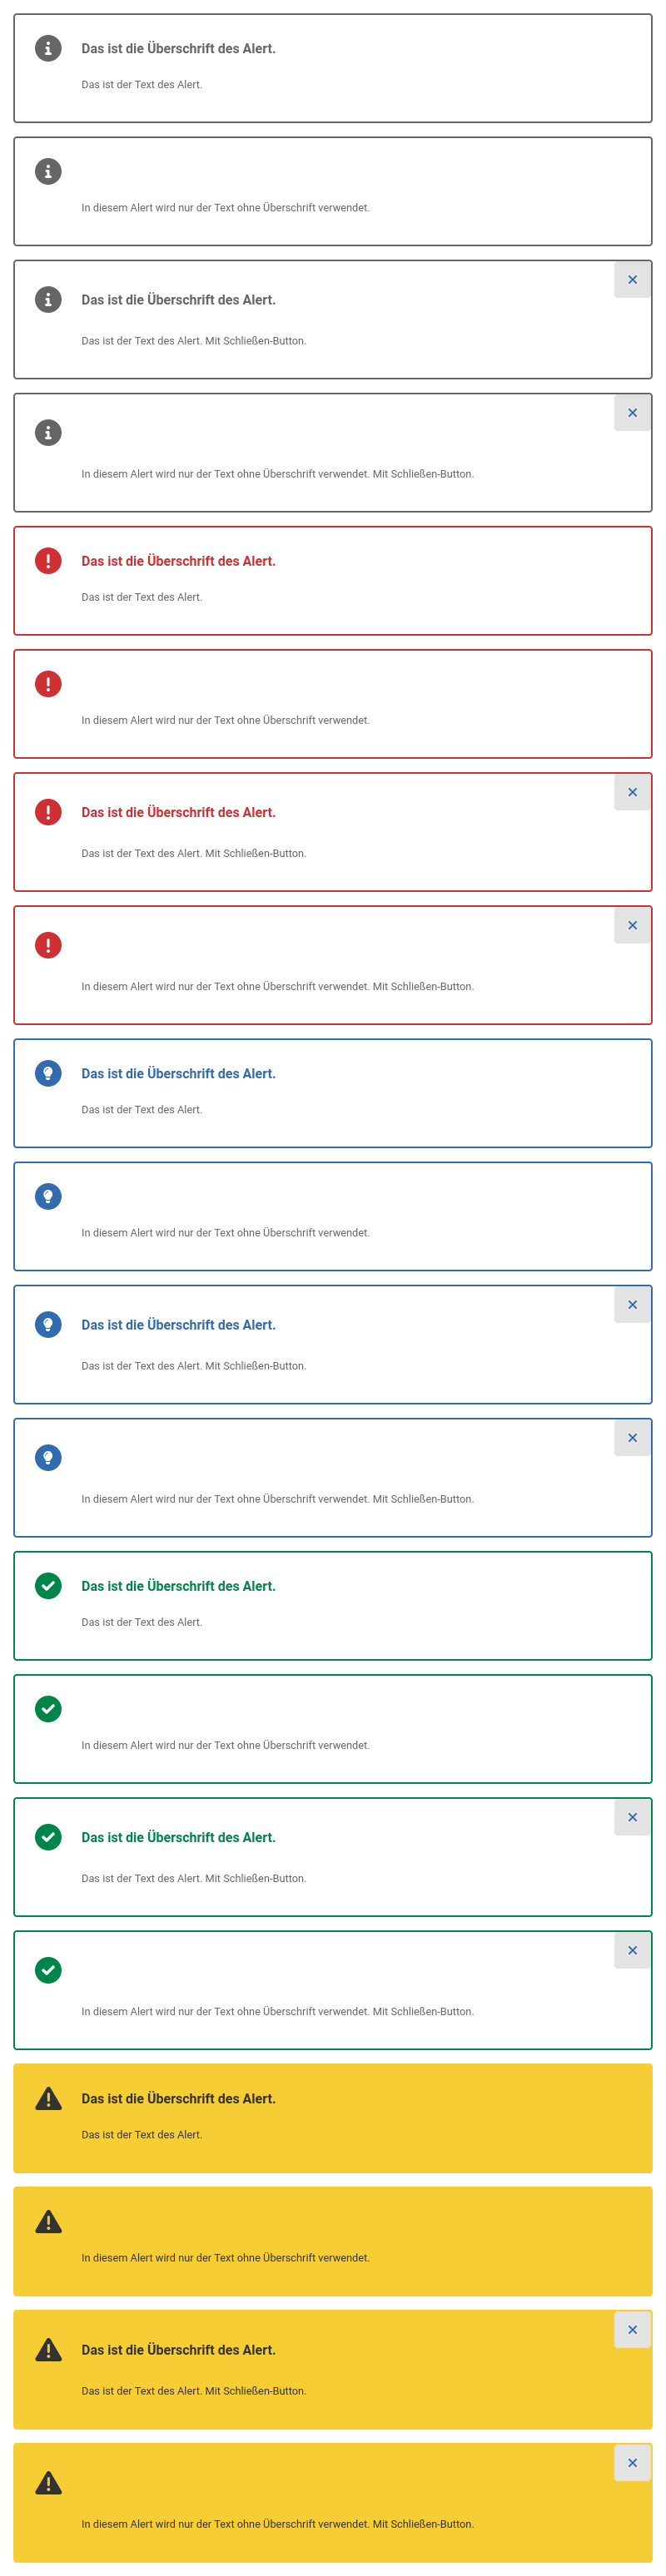 Das ist die Überschrift des Alert.
Das ist der Text des Alert.
In diesem Alert wird nur der Text ohne Überschrift verwendet.
Das ist die Überschrift des Alert.
Das ist der Text des Alert. Mit Schließen-Button.
In diesem Alert wird nur der Text ohne Überschrift verwendet. Mit Schließen-Button.
Das ist die Überschrift des Alert.
Das ist der Text des Alert.
In diesem Alert wird nur der Text ohne Überschrift verwendet.
Das ist die Überschrift des Alert.
Das ist der Text des Alert. Mit Schließen-Button.
In diesem Alert wird nur der Text ohne Überschrift verwendet. Mit Schließen-Button.
Das ist die Überschrift des Alert.
Das ist der Text des Alert.
In diesem Alert wird nur der Text ohne Überschrift verwendet.
Das ist die Überschrift des Alert.
Das ist der Text des Alert. Mit Schließen-Button.
In diesem Alert wird nur der Text ohne Überschrift verwendet. Mit Schließen-Button.
Das ist die Überschrift des Alert.
Das ist der Text des Alert.
In diesem Alert wird nur der Text ohne Überschrift verwendet.
Das ist die Überschrift des Alert.
Das ist der Text des Alert. Mit Schließen-Button.
In diesem Alert wird nur der Text ohne Überschrift verwendet. Mit Schließen-Button.
Das ist die Überschrift des Alert.
Das ist der Text des Alert.
In diesem Alert wird nur der Text ohne Überschrift verwendet.
Das ist die Überschrift des Alert.
Das ist der Text des Alert. Mit Schließen-Button.
In diesem Alert wird nur der Text ohne Überschrift verwendet. Mit Schließen-Button.